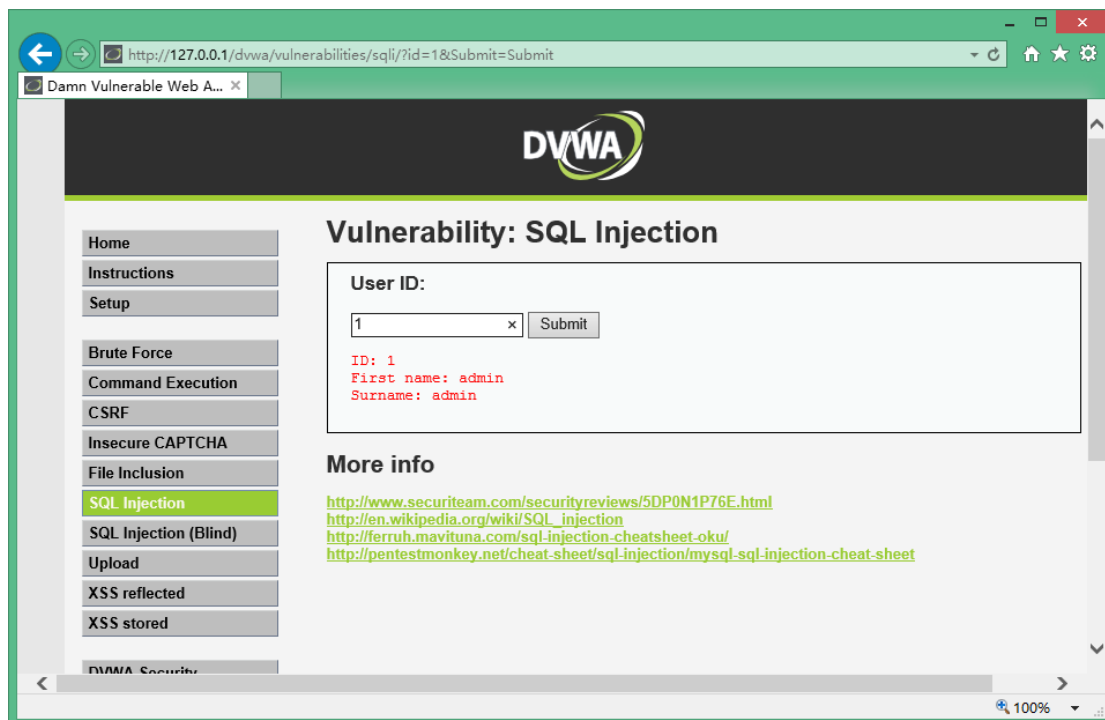 http://127.0.0.1/dvwa/vulnerabilities/sqli/?id=1&Submit=Submit
Damn Vulnerable Web A...
DVWA
Home
Instructions
Setup
Brute Force
Command Execution
CSRF
Insecure CAPTCHA
File Inclusion
SQL Injection
SQL Injection (Blind)
Upload
XSS reflected
XSS stored
DVWA Security
Vulnerability: SQL Injection
User ID:
1
Submit
ID: 1
First name: admin
Surname: admin
More info
http://www.securiteam.com/securityreviews/5DP0N1P76E.html
http://en.wikipedia.org/wiki/SQL_injection
http://ferruh.mavituna.com/sql-injection-cheatsheet-oku/
http://pentestmonkey.net/cheat-sheet/sql-injection/mysql-sql-injection-cheat-sheet
100%